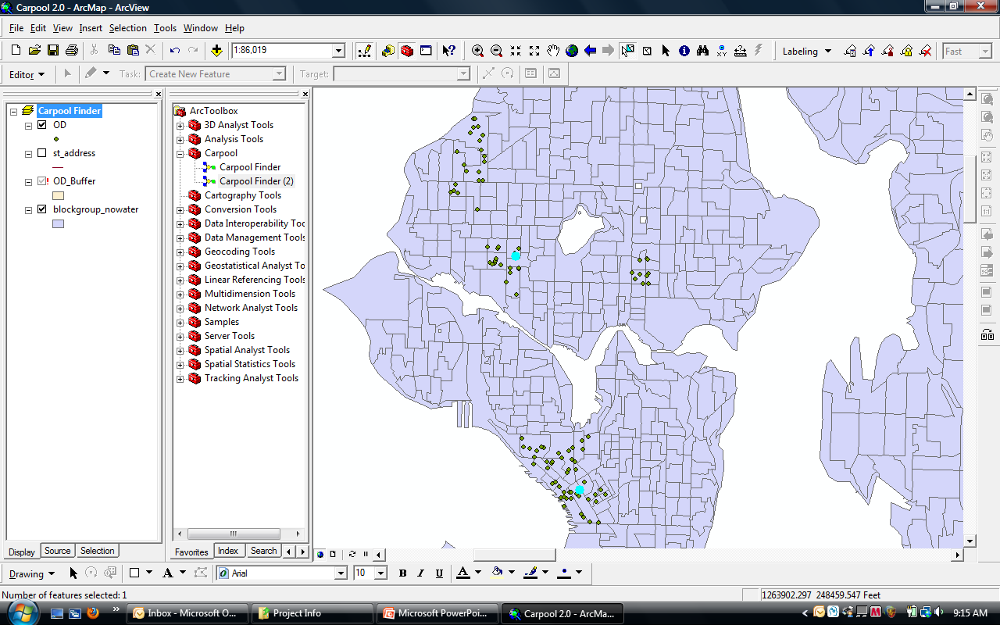 Carpool 2.0 - ArcMap - ArcView
File Edit View Insert Selection Tools Window Help
1:86,019 Labeling Fast
Editor Task: Create New Feature Target:
Carpool Finder
OD
st_address
OD_Buffer
blockgroup_nowater
Display Source Selection
ArcToolbox
3D Analyst Tools
Analysis Tools
Carpool
Carpool Finder
Carpool Finder (2)
Cartography Tools
Conversion Tools
Data Interoperability Too
Data Management Tools
Geocoding Tools
Geostatistical Analyst To
Linear Referencing Tools
Multidimension Tools
Network Analyst Tools
Samples
Server Tools
Spatial Analyst Tools
Spatial Statistics Tools
Tracking Analyst Tools
Favorites Index Search
1:1
Drawing A Arial 10 B I U A
Number of features selected: 1
1263902.297 248459.547 Feet
Inbox - Microsoft O... Project Info Microsoft PowerPoi... Carpool 2.0 - ArcMa... 9:15 AM